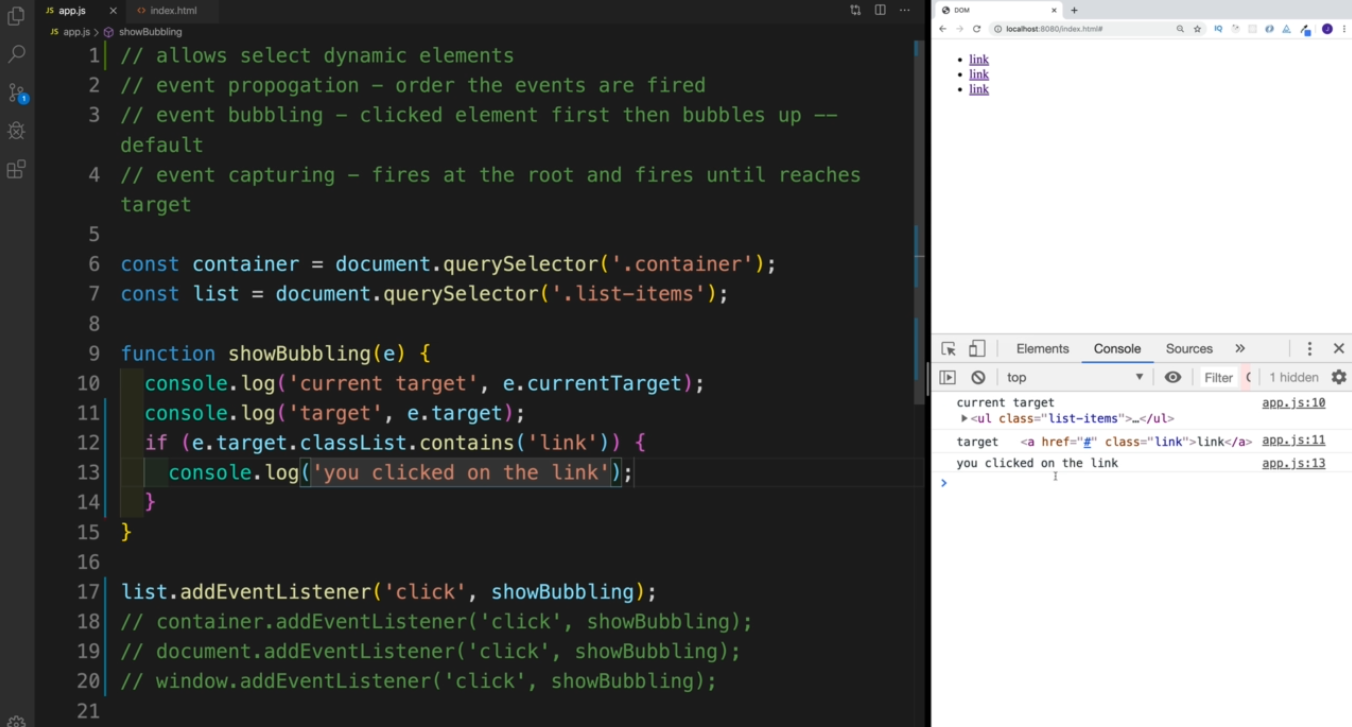 JS app.js × <> index.html
JS app.js > showBubbling
1 // allows select dynamic elements
2 // event propogation – order the events are fired
3 // event bubbling – clicked element first then bubbles up ––
default
4 // event capturing – fires at the root and fires until reaches
target
5
6 const container = document.querySelector('.container');
7 const list = document.querySelector('.list-items');
8
9 function showBubbling(e) {
10 console.log('current target', e.currentTarget);
11 console.log('target', e.target);
12 if (e.target.classList.contains('link')) {
13 console.log('you clicked on the link');
14 }
15 }
16
17 list.addEventListener('click', showBubbling);
18 // container.addEventListener('click', showBubbling);
19 // document.addEventListener('click', showBubbling);
20 // window.addEventListener('click', showBubbling);
21
1
DOM × +
localhost:8080/index.html#
IQ
J
link
link
link
Elements Console Sources »
top Filter 1 hidden
current target app.js:10
<ul class="list-items">…</ul>
target <a href="#" class="link">link</a> app.js:11
you clicked on the link app.js:13
>